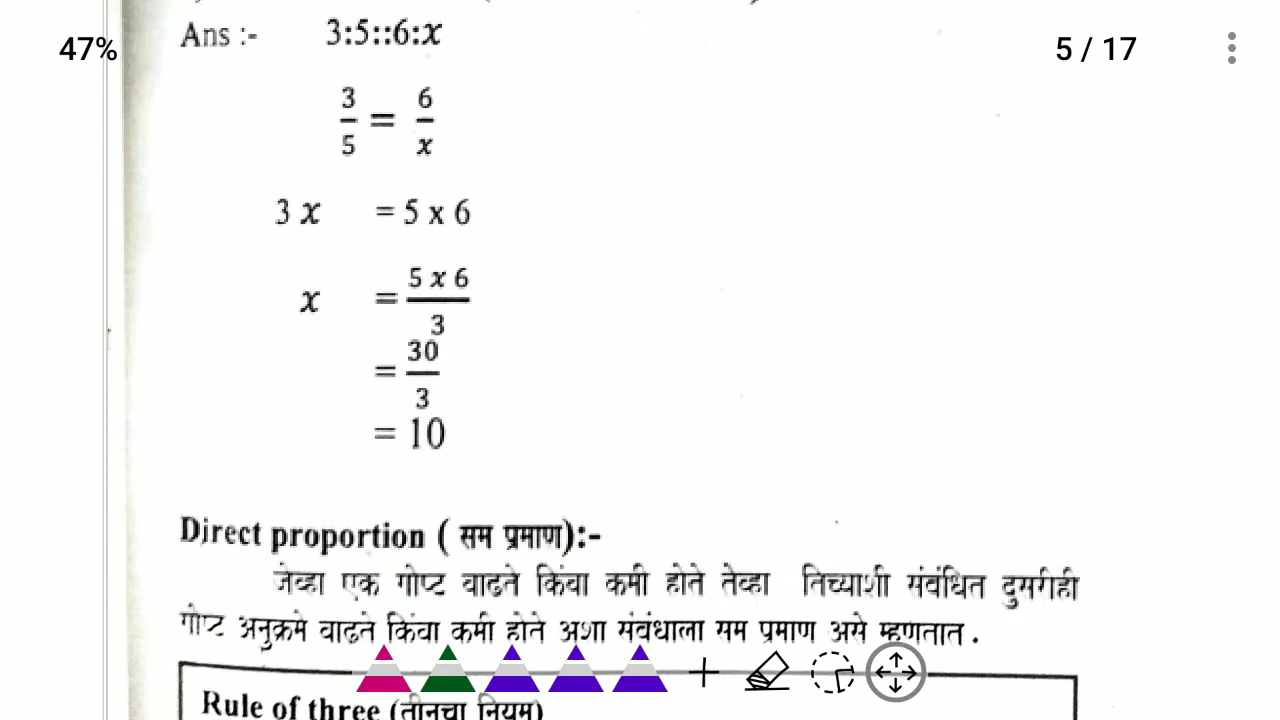 Ans :- 3:5::6:x
47%
5 / 17
3/5 = 6/x
3 x = 5 x 6
x = 5 x 6/3
= 30/3
= 10
Direct proportion ( सम प्रमाण):-
जेव्हा एक गोष्ट वाढते किंवा कमी होते तेव्हा तिच्याशी संबंधित दुसरीही
गोष्ट अनुक्रमे वाढते किंवा कमी होते अशा संबंधाला सम प्रमाण असे म्हणतात .
Rule of three (तीनचा नियम)